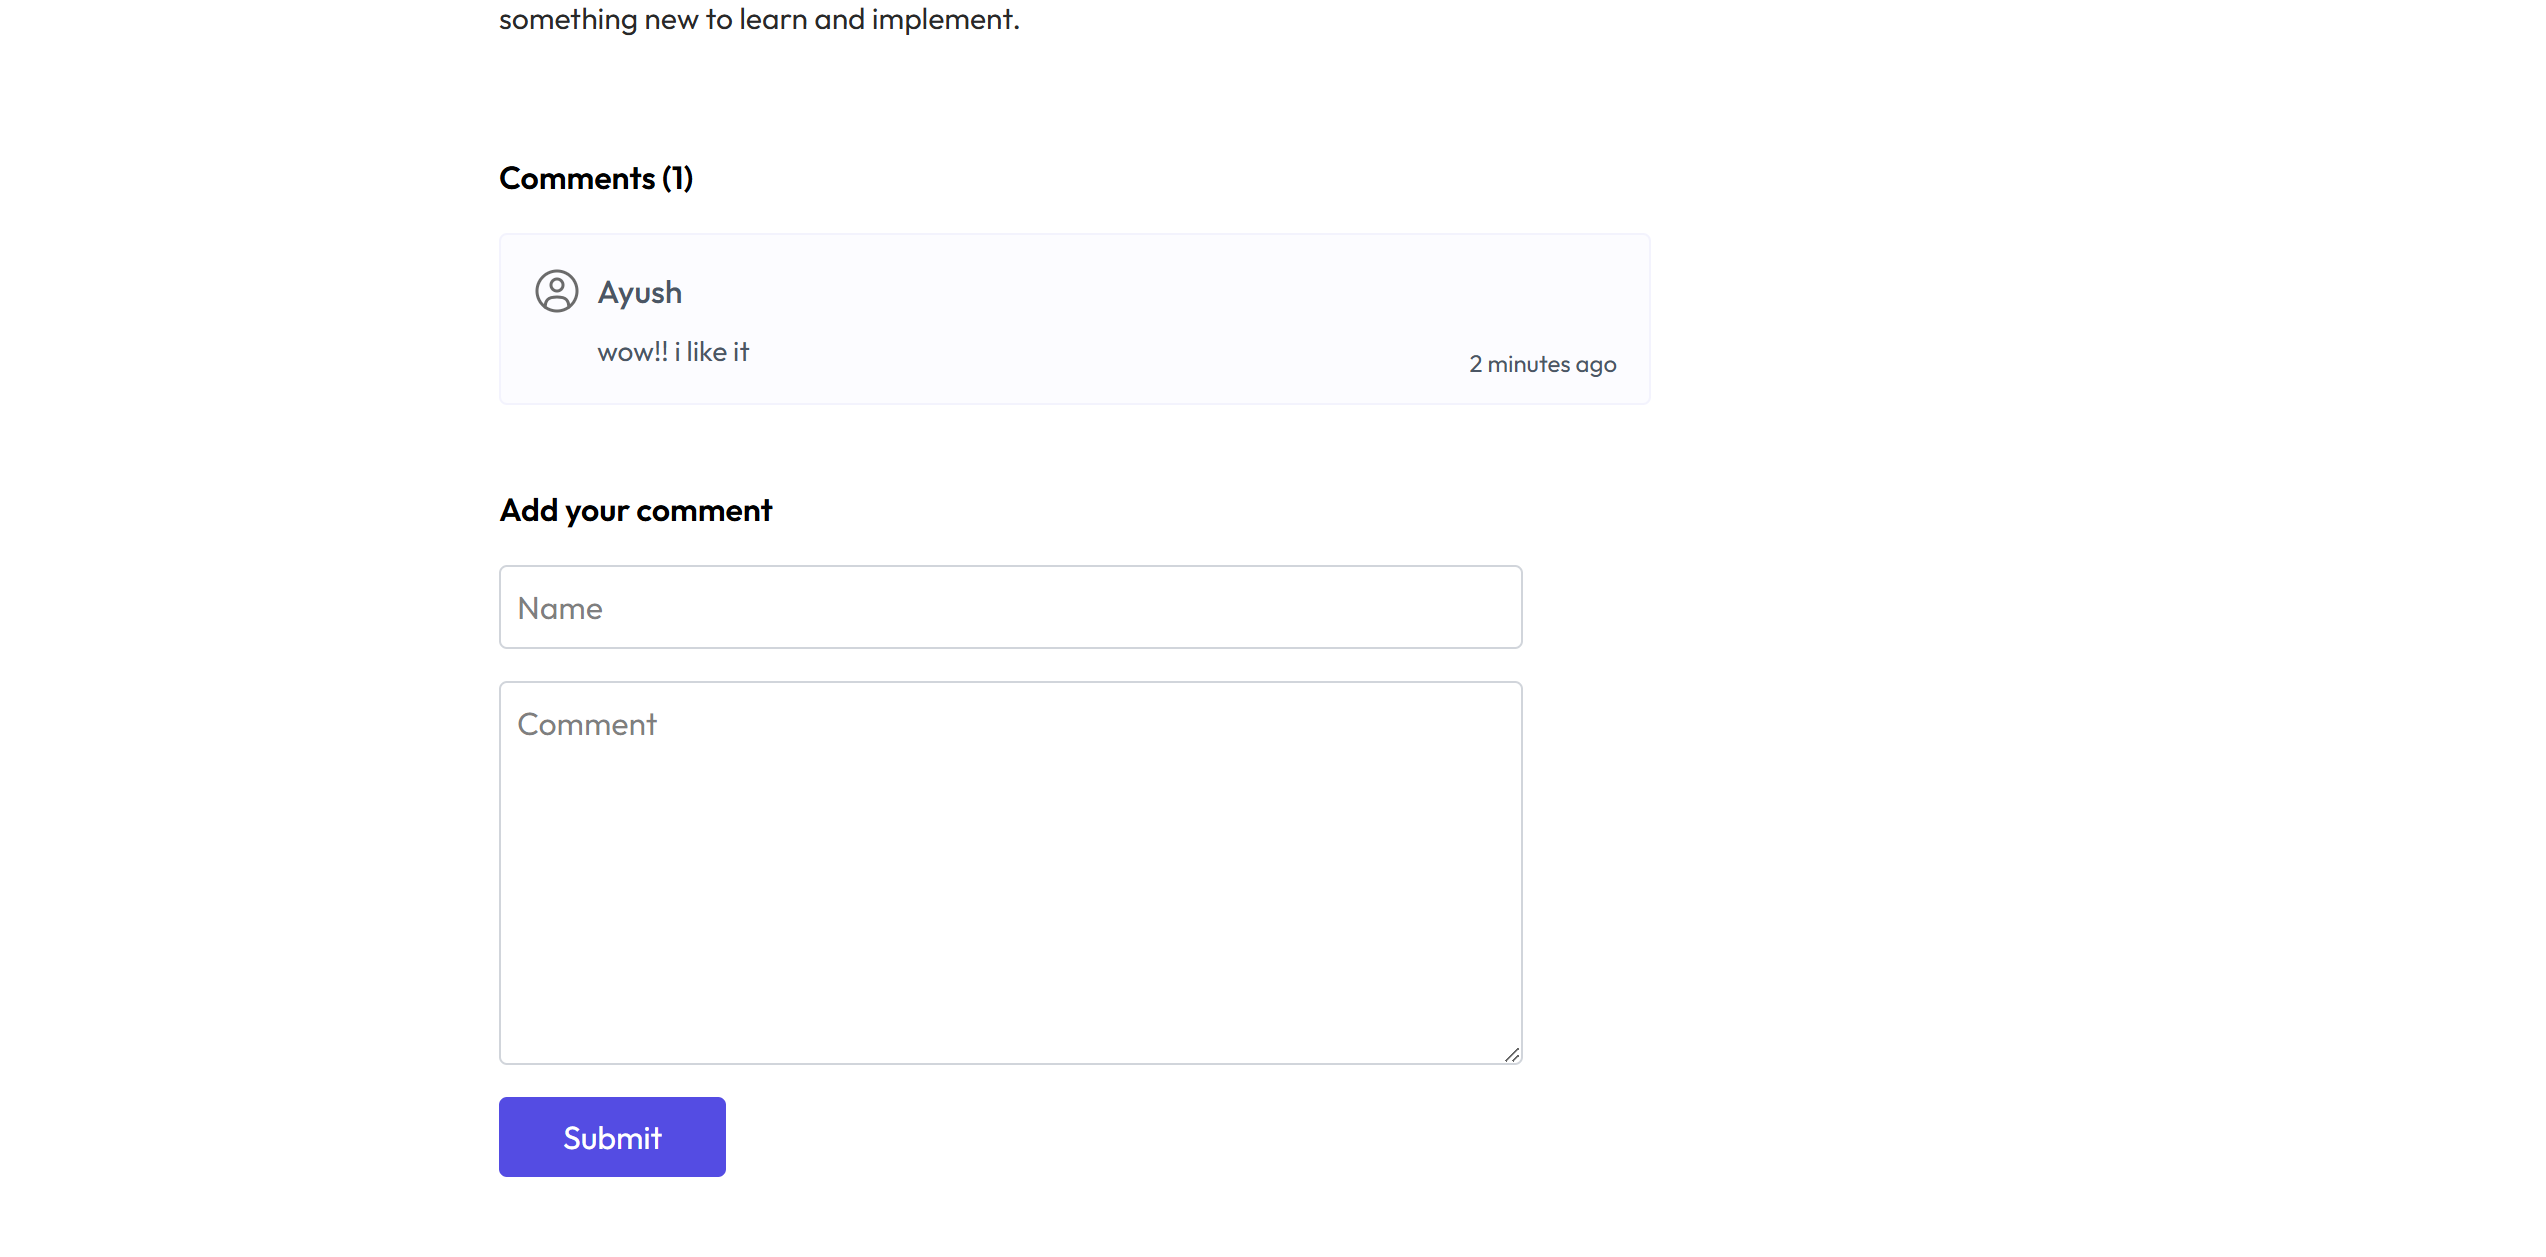 something new to learn and implement.
Comments (1)
Ayush
wow!! i like it
2 minutes ago
Add your comment
Name
Comment
Submit